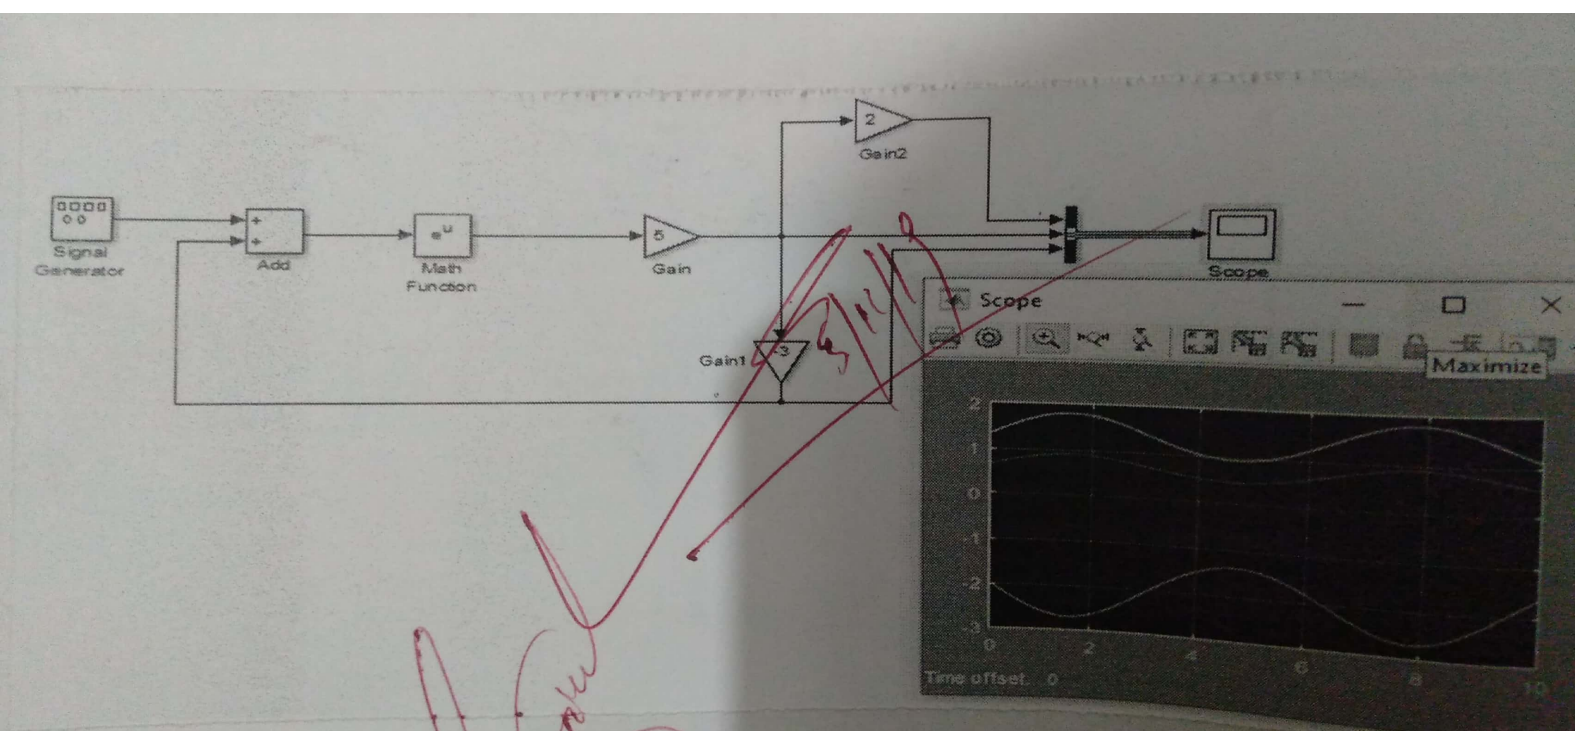 2
Gain2
+
+
e^u
5
Signal
Generator
Add
Math
Function
Gain
Scope
Scope
Gain1
-3
Maximize
2
1
0
-1
-2
-3
0
2
4
6
8
10
Time offset: 0